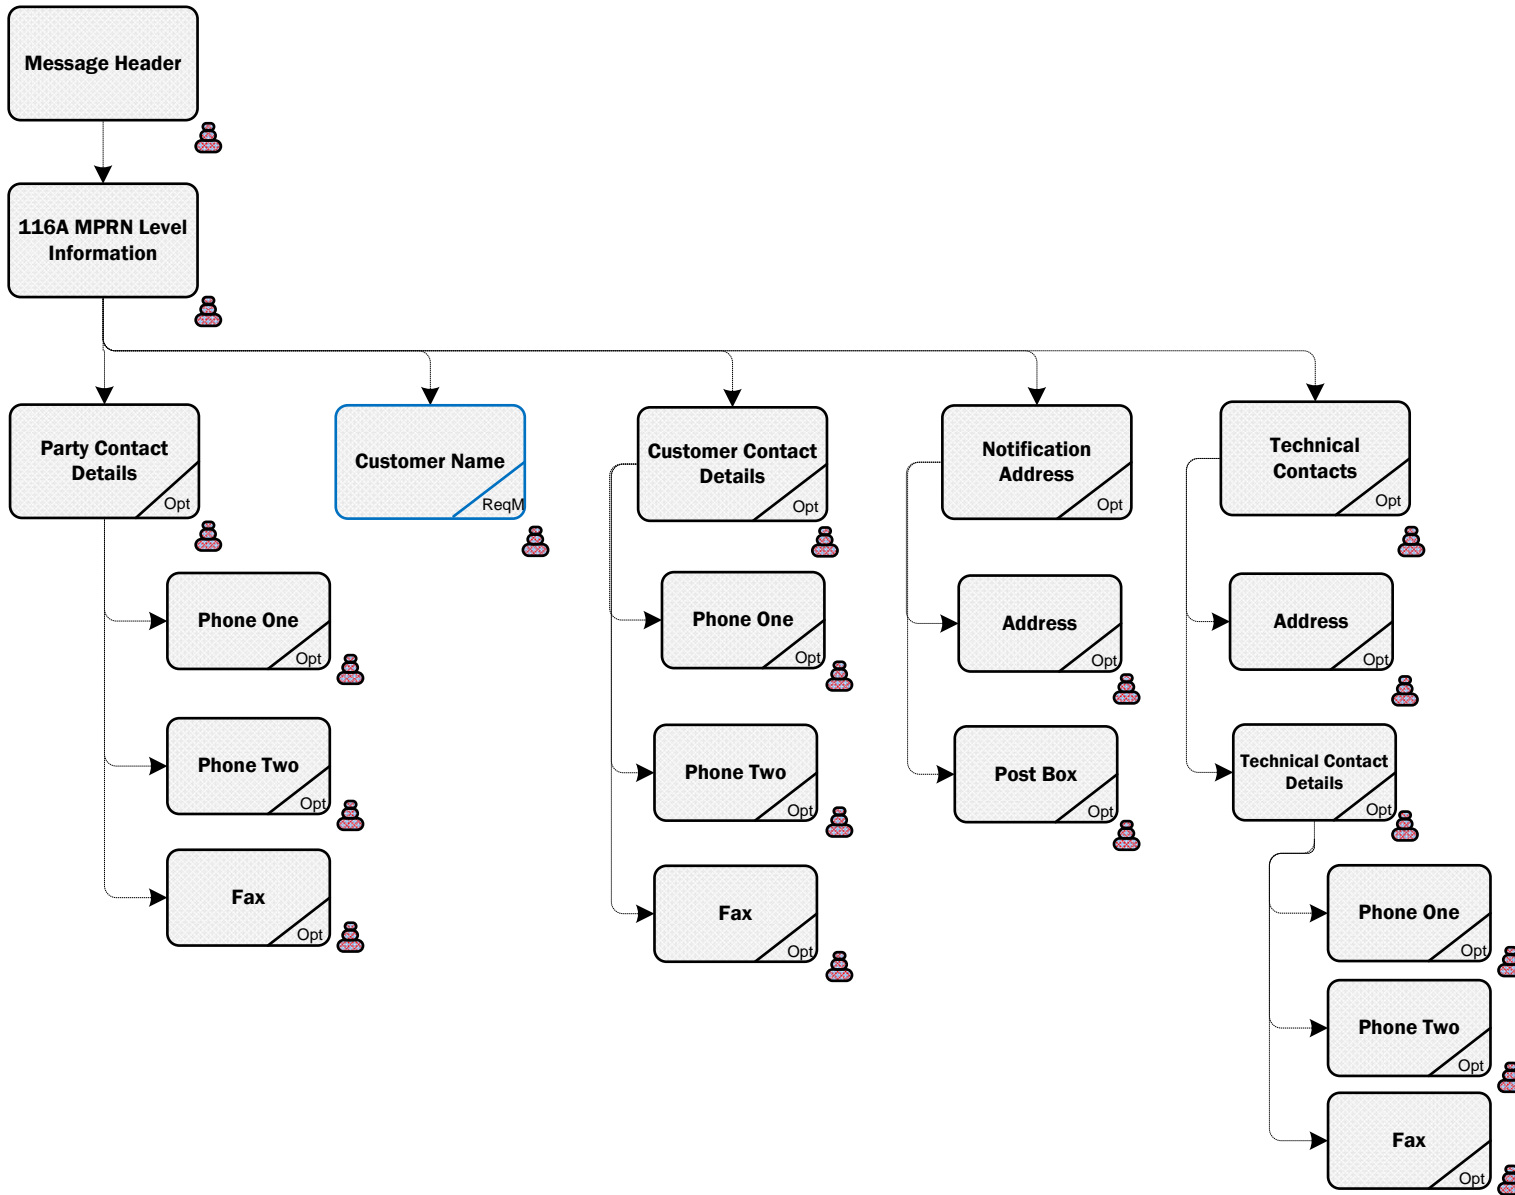 Message Header
116A MPRN Level
Information
Party Contact
Details
Opt
Customer Name
ReqM
Customer Contact
Details
Opt
Notification
Address
Opt
Technical
Contacts
Opt
Phone One
Opt
Phone One
Opt
Address
Opt
Address
Opt
Phone Two
Opt
Phone Two
Opt
Post Box
Opt
Technical Contact
Details
Opt
Fax
Opt
Fax
Opt
Phone One
Opt
Phone Two
Opt
Fax
Opt